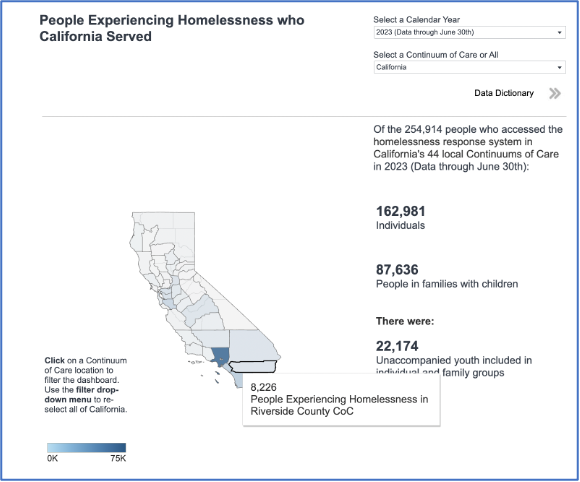 People Experiencing Homelessness who
California Served
Select a Calendar Year
2023 (Data through June 30th)
Select a Continuum of Care or All
California
Data Dictionary
Of the 254,914 people who accessed the
homelessness response system in
California's 44 local Continuums of Care
in 2023 (Data through June 30th):
162,981
Individuals
87,636
People in families with children
There were:
22,174
Unaccompanied youth included in
individual and family groups
Click on a Continuum
of Care location to
filter the dashboard.
Use the filter drop-
down menu to re-
select all of California.
8,226
People Experiencing Homelessness in
Riverside County CoC
0K
75K